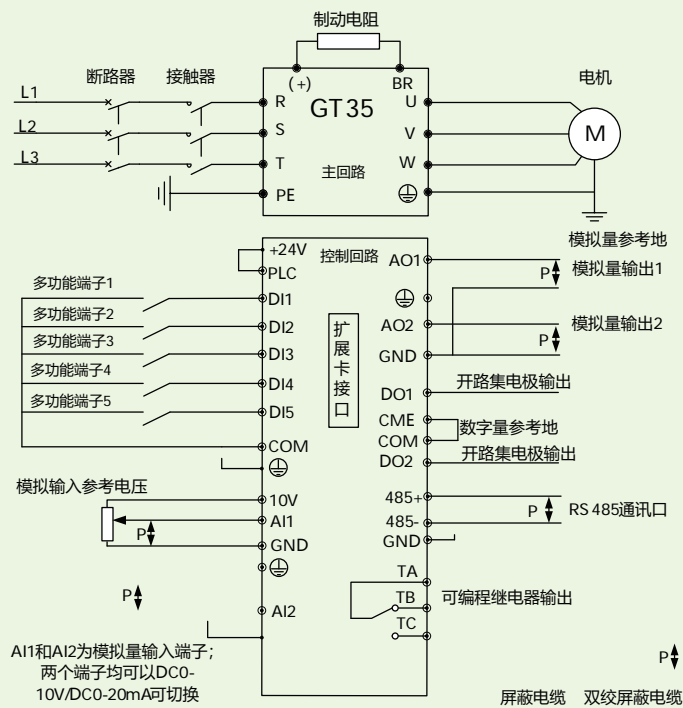 制动电阻
断路器 接触器 (+) BR 电机
L1 R GT35 U
L2 S V M
L3 T 主回路 W
PE
+24V 控制回路 AO1 模拟量参考地
PLC P 模拟量输出1
多功能端子1 DI1
多功能端子2 DI2 扩展卡接口 AO2 模拟量输出2
多功能端子3 DI3 GND P
多功能端子4 DI4 DO1 开路集电极输出
多功能端子5 DI5 CME
COM COM 数字量参考地
DO2 开路集电极输出
模拟输入参考电压
10V 485+
AI1 485- P RS485通讯口
P GND GND
TA
P TB 可编程继电器输出
AI2 TC
AI1和AI2为模拟量输入端子；
两个端子均可以DC0-
10V/DC0-20mA可切换
P
屏蔽电缆 双绞屏蔽电缆